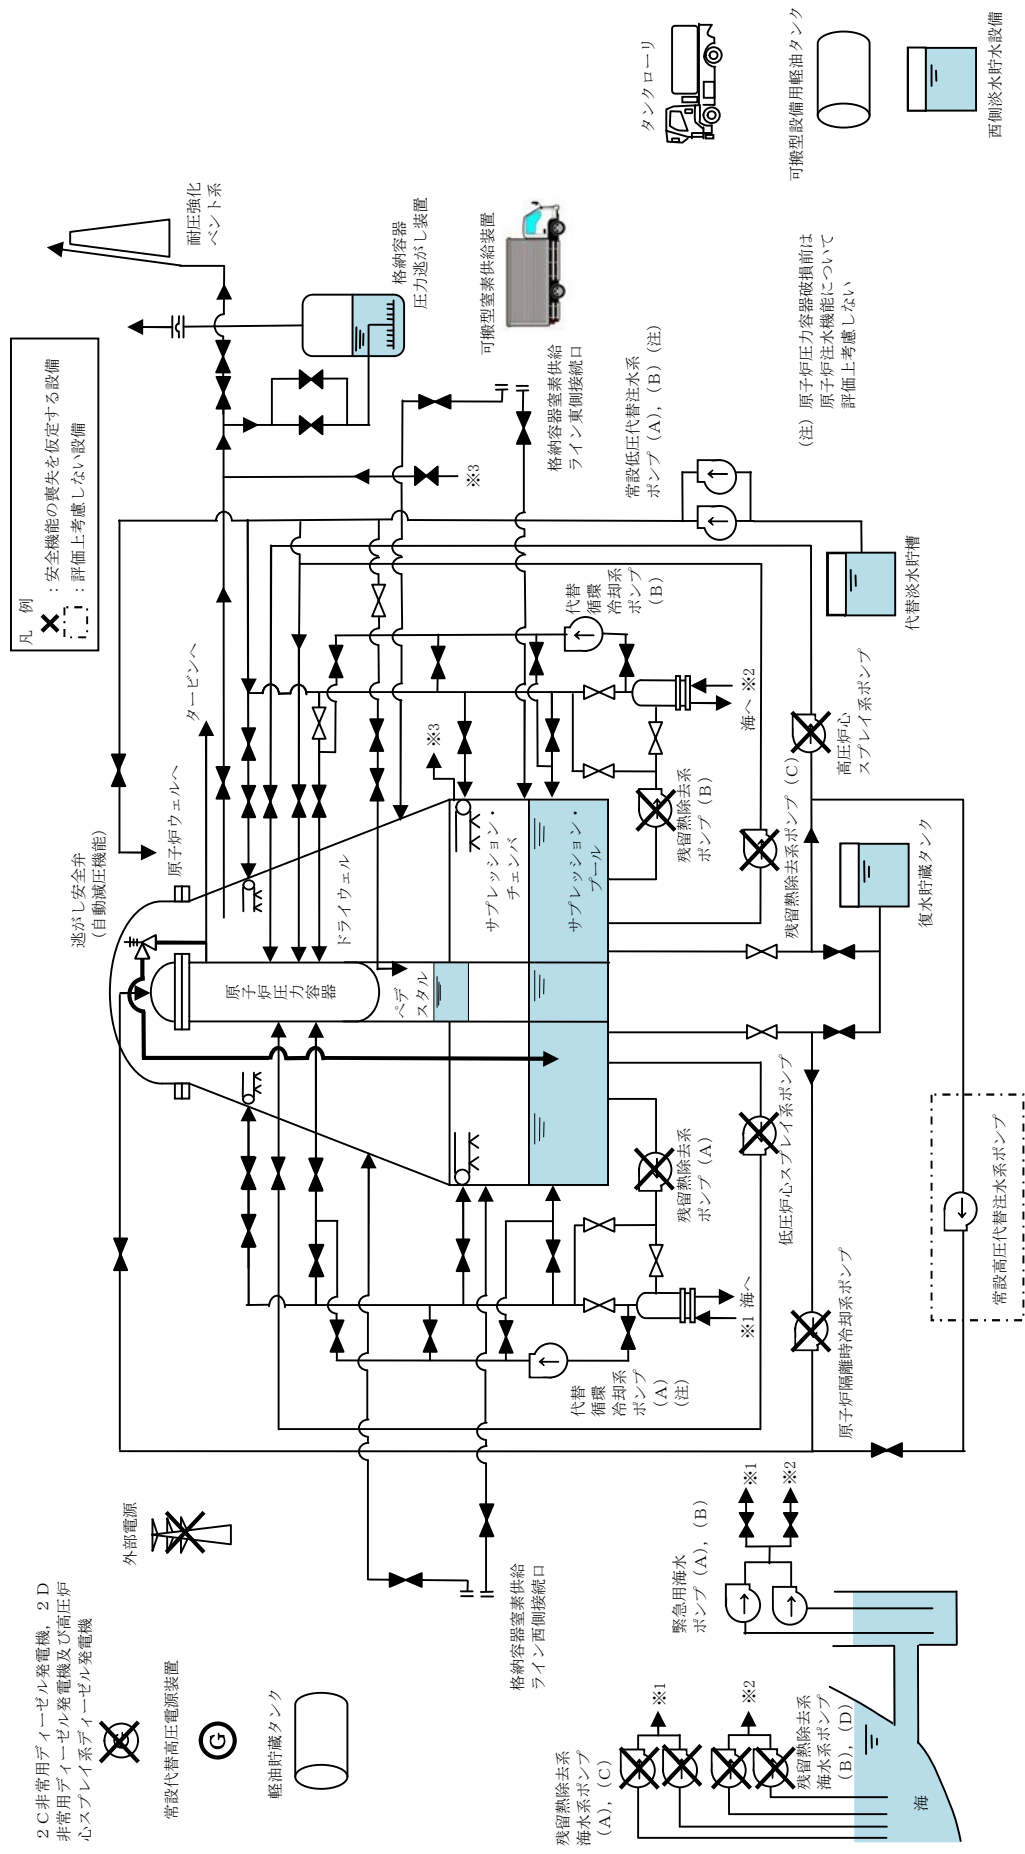 2C非常用ディーゼル発電機，2D
非常用ディーゼル発電機及び高圧炉
心スプレイ系ディーゼル発電機
G
常設代替高圧電源装置
G
軽油貯蔵タンク
外部電源
逃がし安全弁
（自動減圧機能）
原子炉ウェルへ
タービンへ
凡　例
：安全機能の喪失を仮定する設備
：評価上考慮しない設備
耐圧強化
ベント系
格納容器
圧力逃がし装置
可搬型窒素供給装置
タンクローリ
可搬型設備用軽油タンク
西側淡水貯水設備
原子炉圧力容器
ドライウェル
ペデ
スタル
サプレッション・
チェンバ
サプレッション・
プール
※3
※3
格納容器窒素供給
ライン東側接続口
格納容器窒素供給
ライン西側接続口
常設低圧代替注水系
ポンプ（A），（B）（注）
（注）原子炉圧力容器破損前は
原子炉注水機能について
評価上考慮しない
代替
循環
冷却系
ポンプ
（B）
代替
循環
冷却系
ポンプ
（A）
（注）
残留熱除去系
ポンプ（A）
残留熱除去系
ポンプ（B）
※1 海へ
海へ ※2
低圧炉心スプレイ系ポンプ
残留熱除去系ポンプ（C）
原子炉隔離時冷却系ポンプ
高圧炉心
スプレイ系ポンプ
代替淡水貯槽
復水貯蔵タンク
常設高圧代替注水系ポンプ
緊急用海水
ポンプ（A），（B）
※1
※2
残留熱除去系
海水系ポンプ
（A），（C）
※1
※2
残留熱除去系
海水系ポンプ
（B），（D）
海